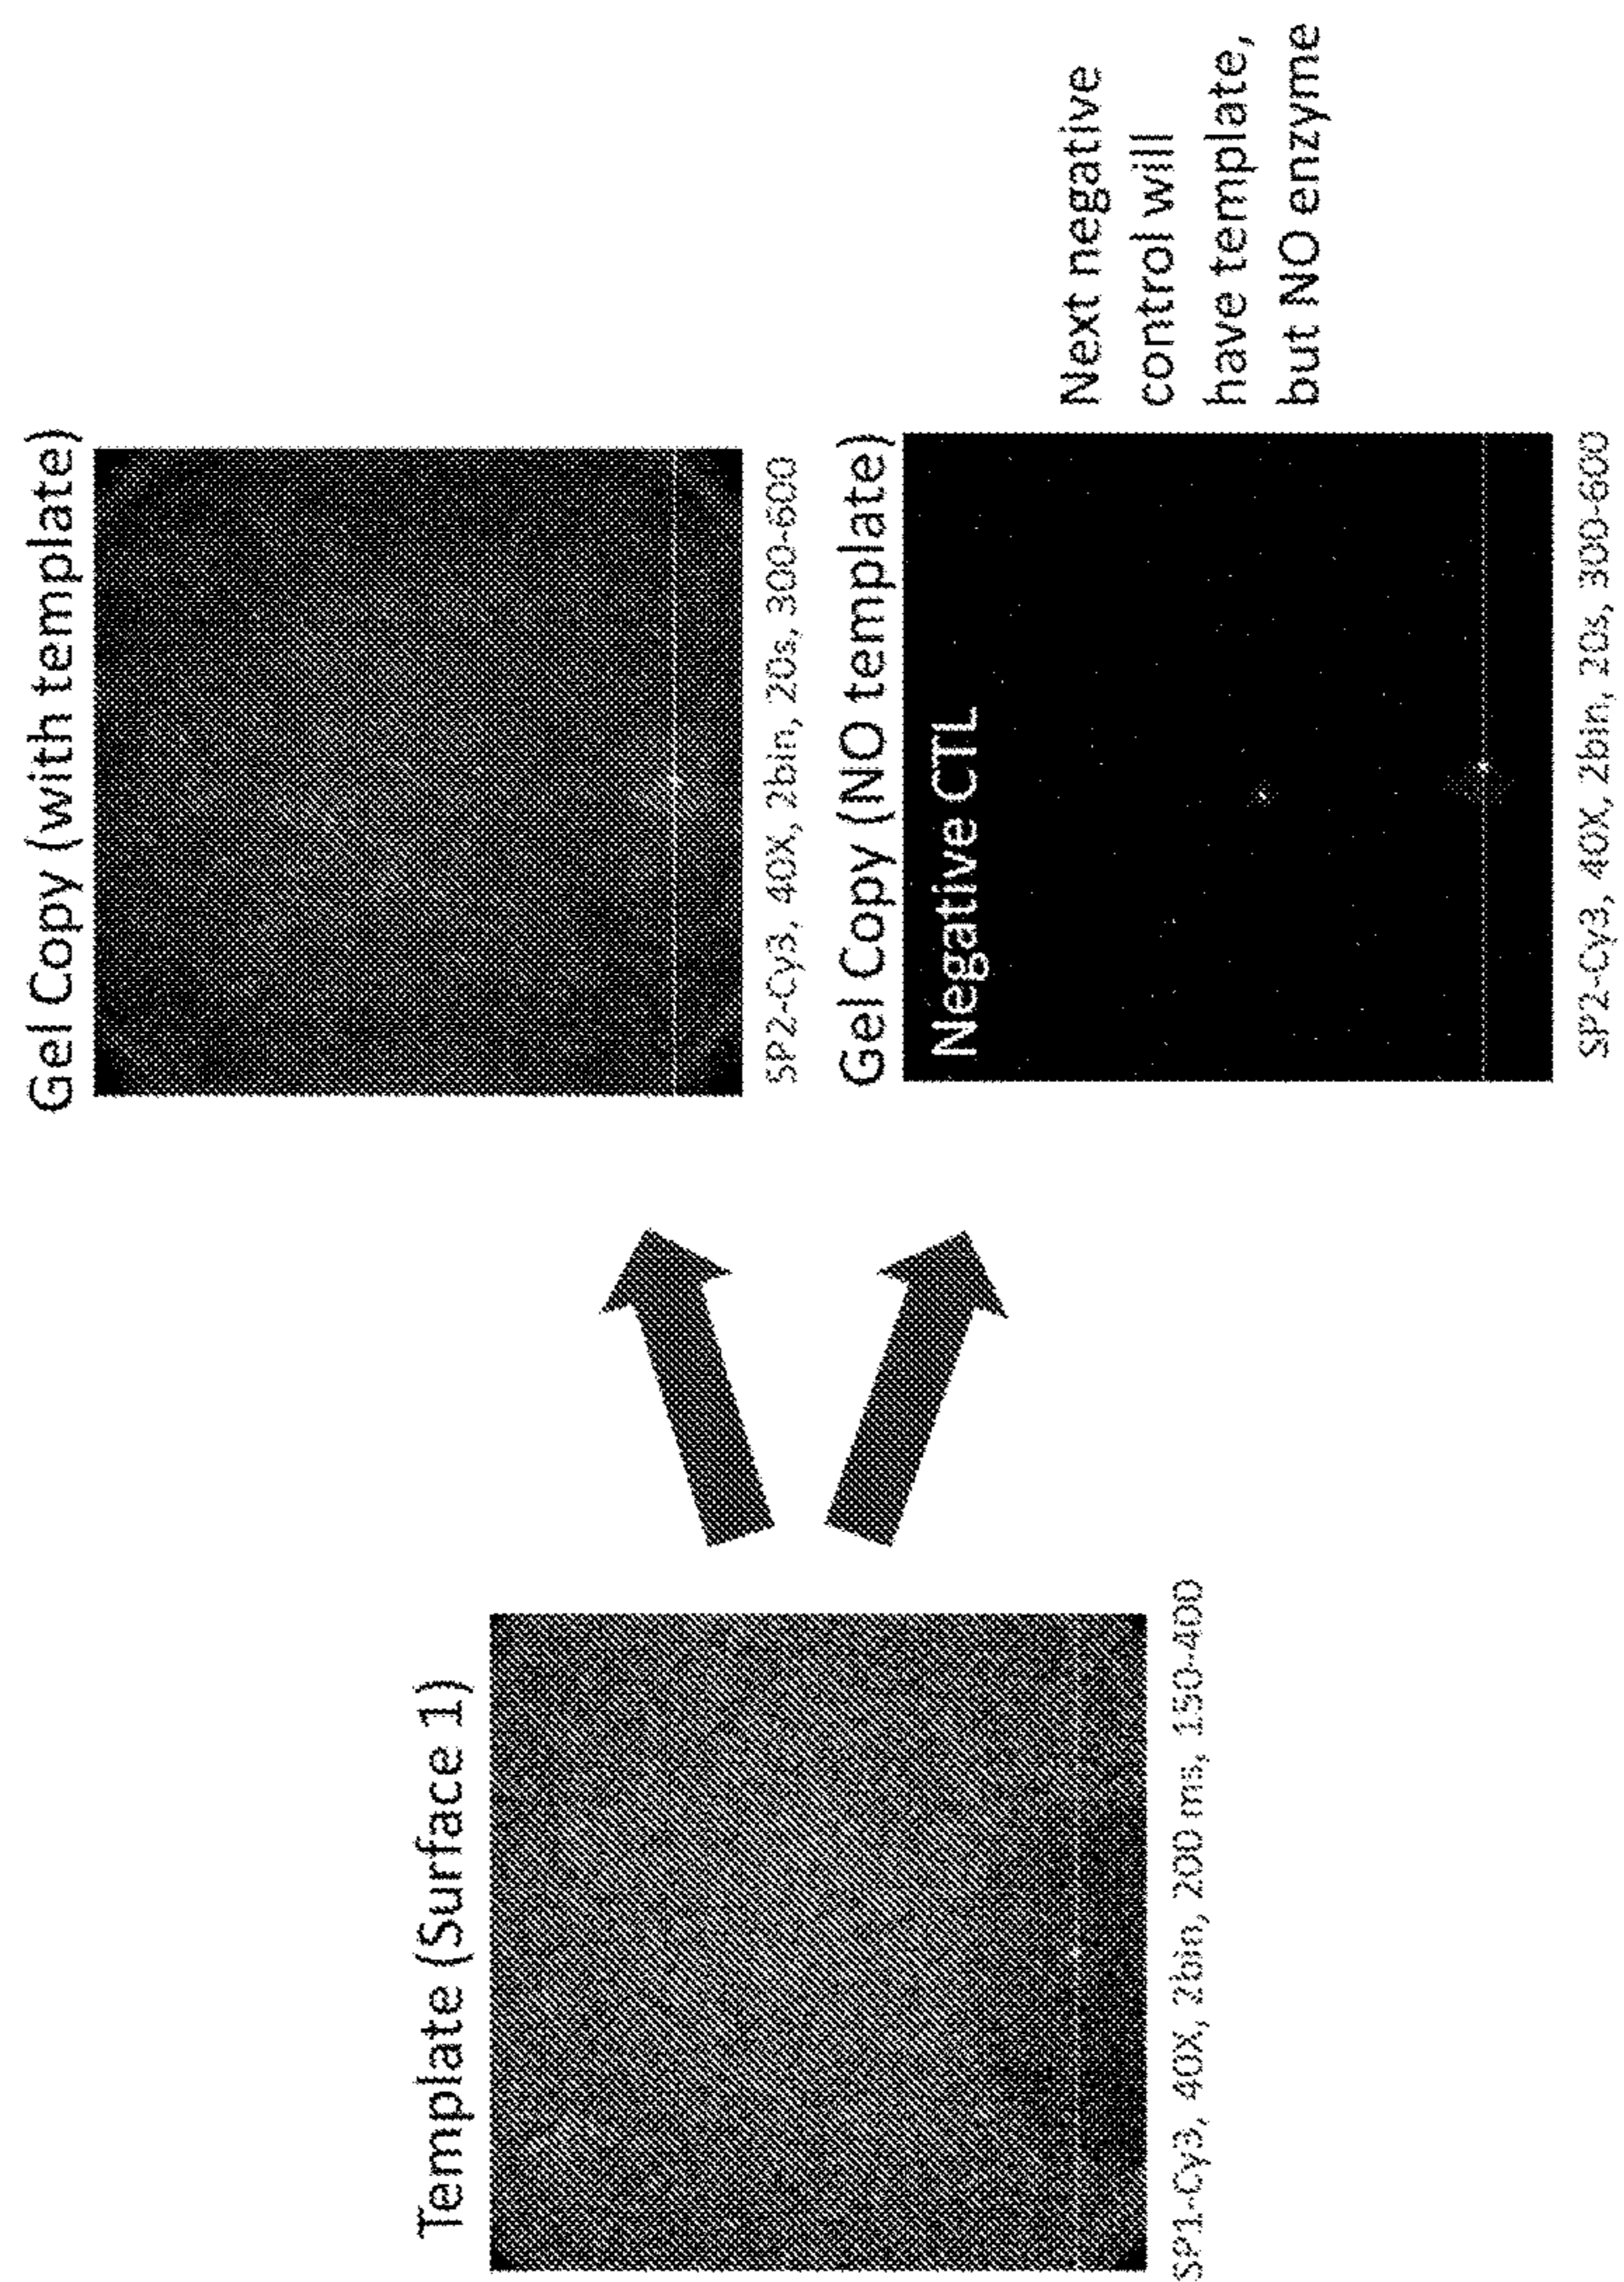 Template (Surface 1)
SP1-Cy3, 40X, 2bin, 200 ms, 150-400
Gel Copy (with template)
SP2-Cy3, 40X, 2bin, 20s, 300-600
Gel Copy (NO template)
Negative CTL
SP2-Cy3, 40X, 2bin, 20s, 300-600
Next negative
control will
have template,
but NO enzyme